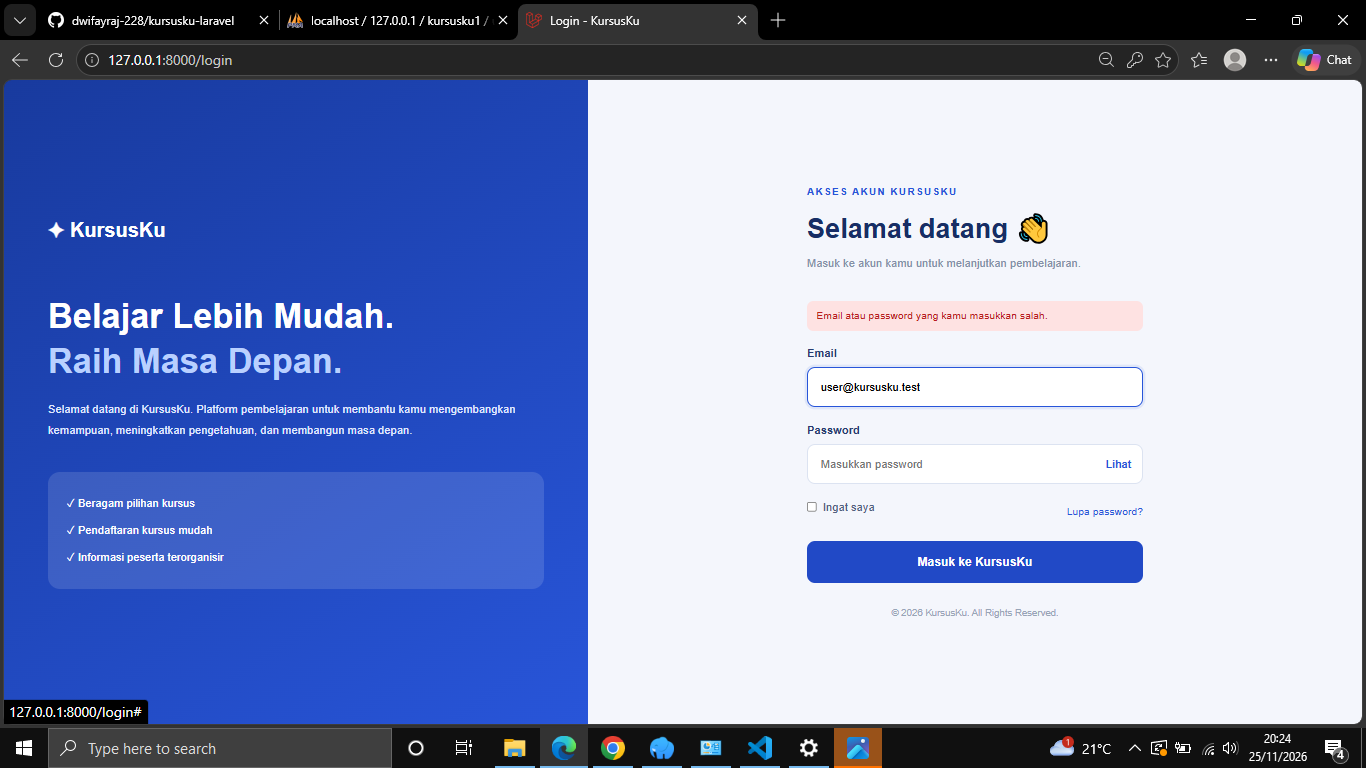 dwifayraj-228/kursusku-laravel
localhost / 127.0.0.1 / kursusku1 /
Login - KursusKu
127.0.0.1:8000/login
Chat
✦ KursusKu
Belajar Lebih Mudah.
Raih Masa Depan.
Selamat datang di KursusKu. Platform pembelajaran untuk membantu kamu mengembangkan
kemampuan, meningkatkan pengetahuan, dan membangun masa depan.
✓ Beragam pilihan kursus
✓ Pendaftaran kursus mudah
✓ Informasi peserta terorganisir
AKSES AKUN KURSUSKU
Selamat datang 👋
Masuk ke akun kamu untuk melanjutkan pembelajaran.
Email atau password yang kamu masukkan salah.
Email
user@kursusku.test
Password
Masukkan password
Lihat
Ingat saya
Lupa password?
Masuk ke KursusKu
© 2026 KursusKu. All Rights Reserved.
127.0.0.1:8000/login#
Type here to search
1
21°C
20:24
25/11/2026
4